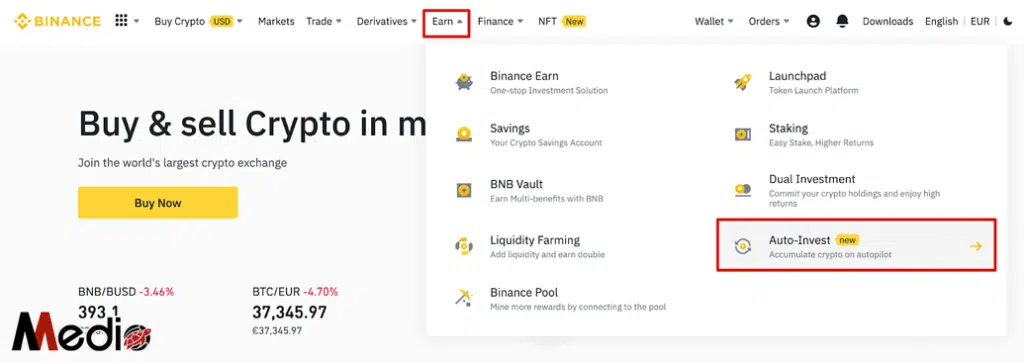 BINANCE Buy Crypto USD Markets Trade Derivatives Earn Finance NFT New Wallet Orders Downloads English | EUR
Binance Earn
One-stop Investment Solution
Launchpad
Token Launch Platform
Buy & sell Crypto in m
Savings
Your Crypto Savings Account
Staking
Easy Stake, Higher Returns
Join the world's largest crypto exchange
BNB Vault
Earn Multi-benefits with BNB
Dual Investment
Commit your crypto holdings and enjoy high
returns
Buy Now
Liquidity Farming
Add liquidity and earn double
Auto-Invest new
Accumulate crypto on autopilot
Binance Pool
Mine more rewards by connecting to the pool
BNB/BUSD -3.46%
393.1
BTC/EUR -4.70%
37,345.97
€37,345.97
Medio